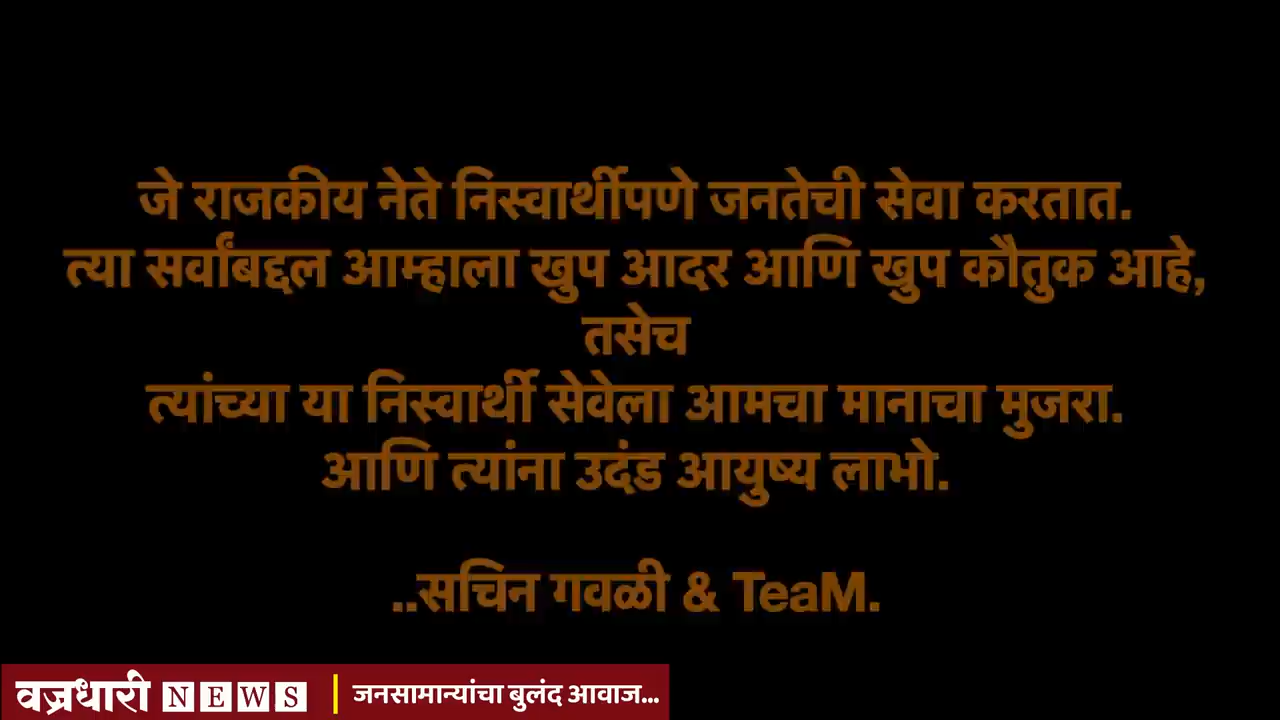 जे राजकीय नेते निस्वार्थीपणे जनतेची सेवा करतात.
त्या सर्वांबद्दल आम्हाला खुप आदर आणि खुप कौतुक आहे,
तसेच
त्यांच्या या निस्वार्थी सेवेला आमचा मानाचा मुजरा.
आणि त्यांना उदंड आयुष्य लाभो.
..सचिन गवळी & TeaM.
वज्रधारी NEWS जनसामान्यांचा बुलंद आवाज...